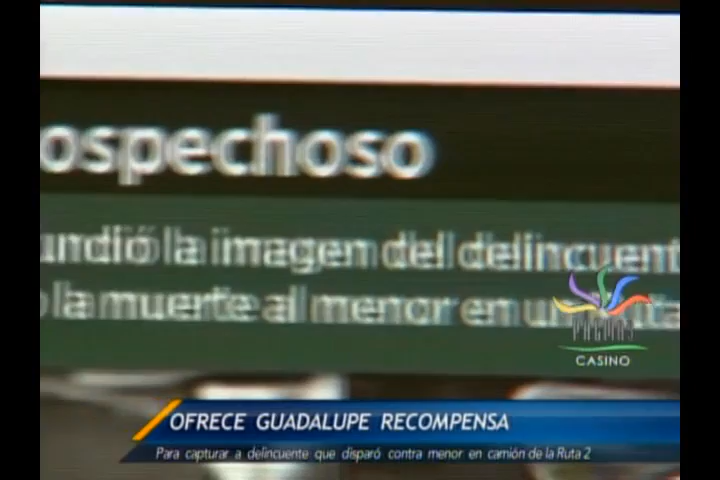 ospechoso
undió la imagen del delincuent
la muerte al menor en un
CASINO
OFRECE GUADALUPE RECOMPENSA
Para capturar a delincuente que disparó contra menor en camión de la Ruta 2